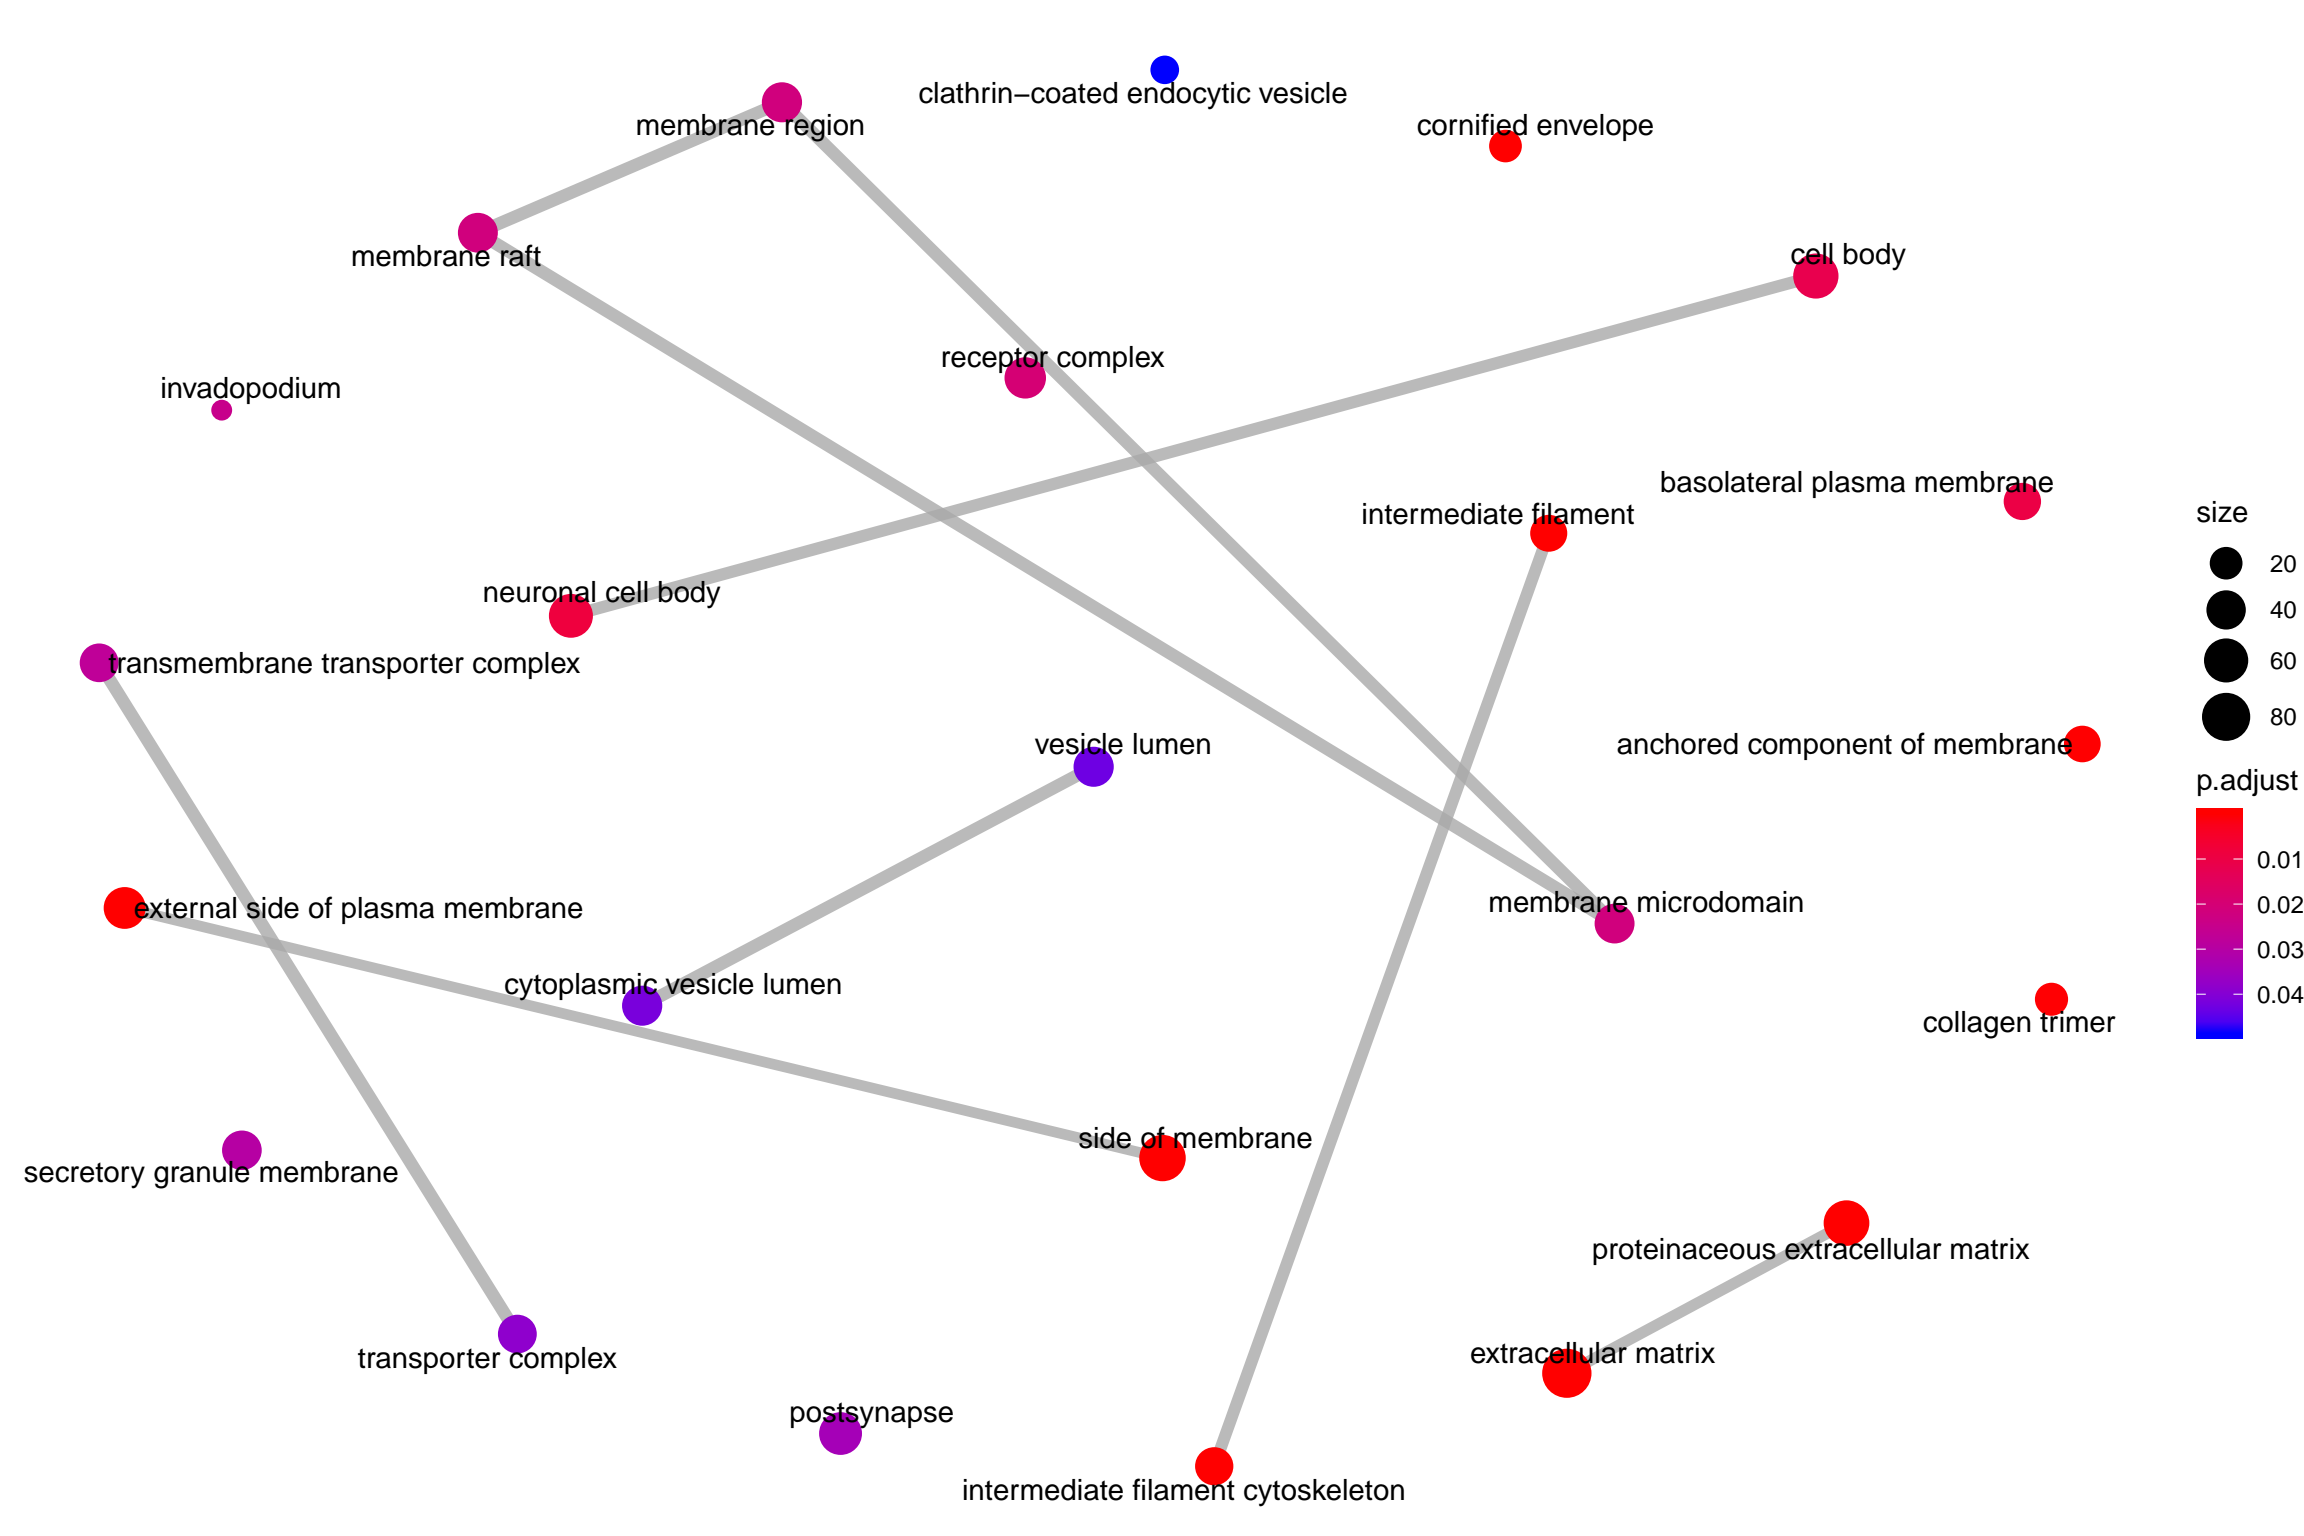 clathrin−coated endocytic vesicle
membrane region
cornified envelope
membrane raft
cell body
receptor complex
invadopodium
basolateral plasma membrane
intermediate filament
neuronal cell body
transmembrane transporter complex
vesicle lumen
anchored component of membrane
external side of plasma membrane
membrane microdomain
cytoplasmic vesicle lumen
collagen trimer
side of membrane
secretory granule membrane
proteinaceous extracellular matrix
extracellular matrix
transporter complex
postsynapse
intermediate filament cytoskeleton
size
20
40
60
80
p.adjust
0.01
0.02
0.03
0.04